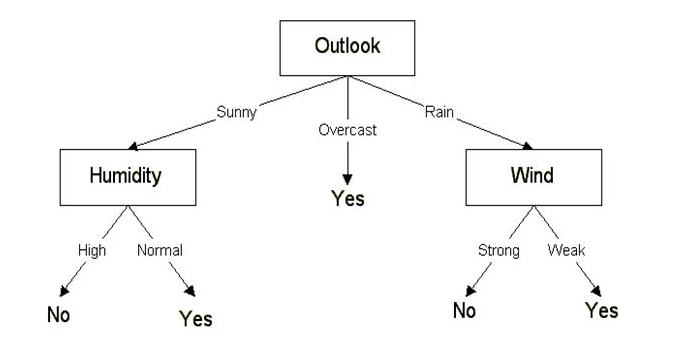 Outlook
Sunny
Overcast
Rain
Humidity
Yes
Wind
High
Normal
Strong
Weak
No
Yes
No
Yes